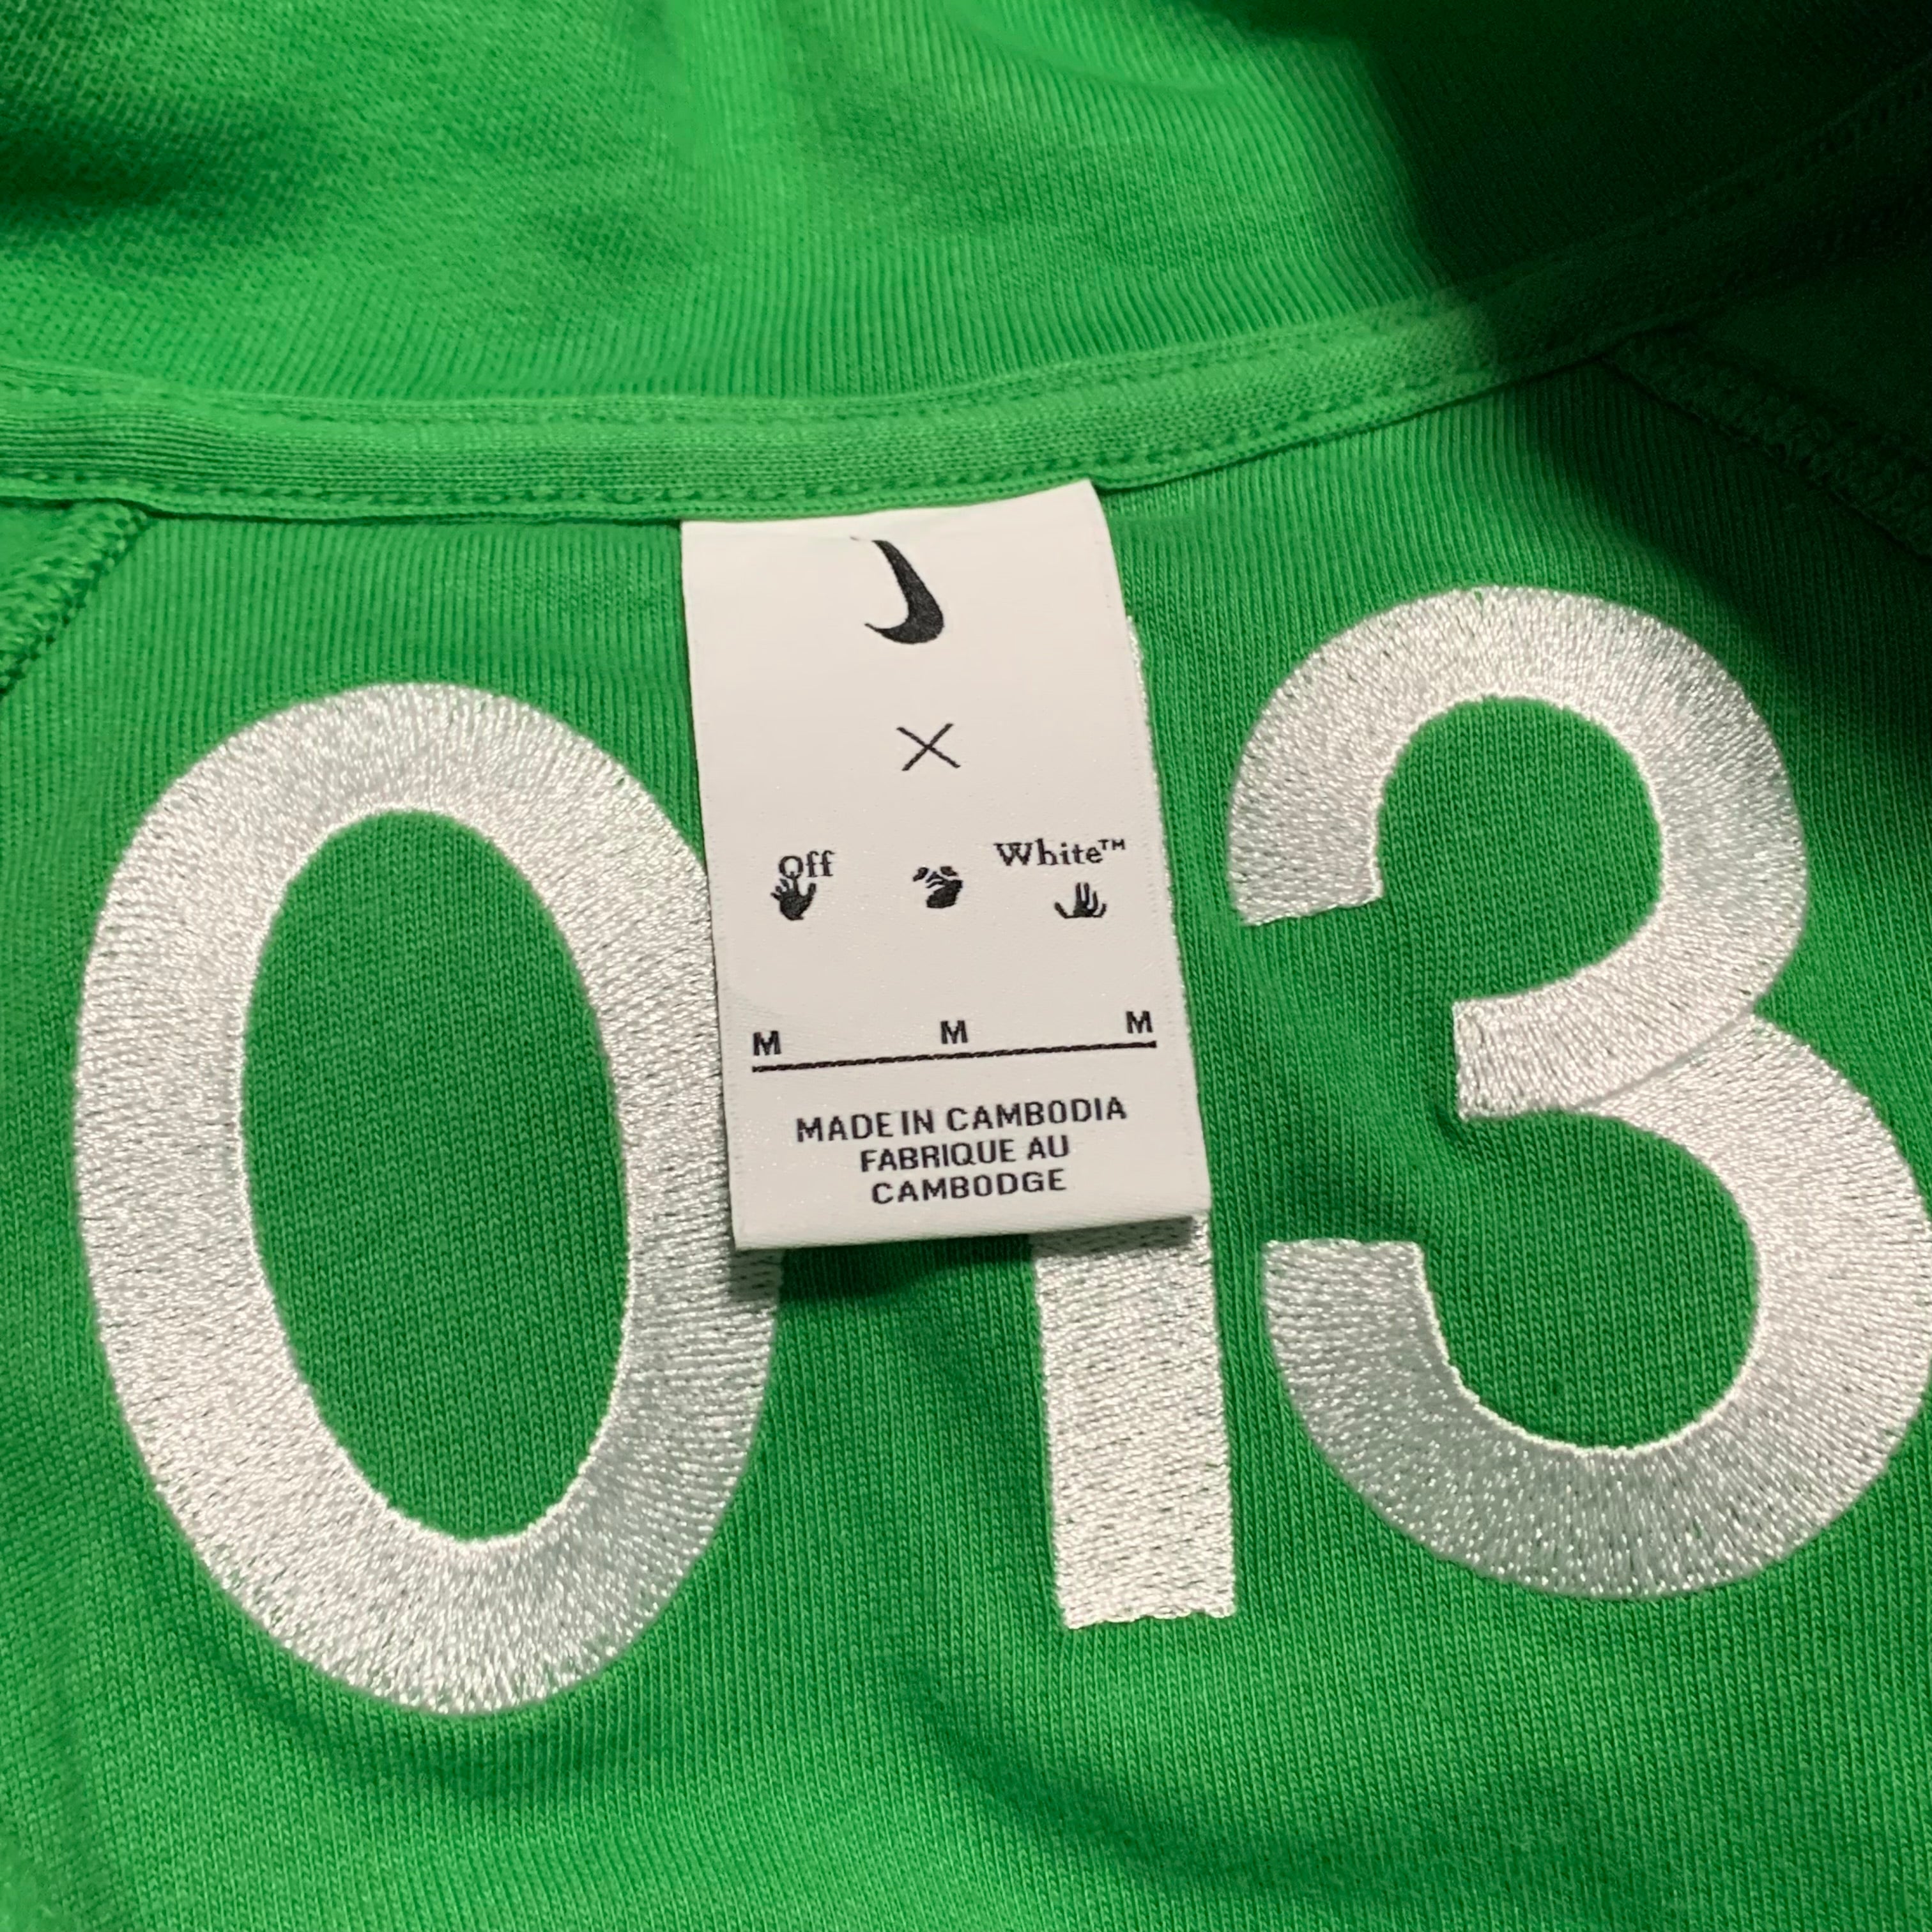 ×
Off White™
M M M
MADE IN CAMBODIA
FABRIQUE AU
CAMBODGE
013